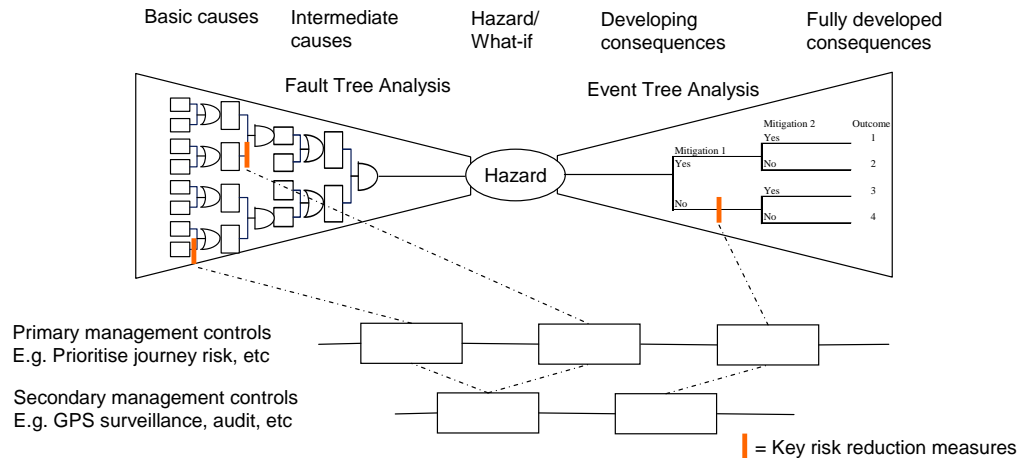 Basic causes
Intermediate
causes
Hazard/
What-if
Developing
consequences
Fully developed
consequences
Fault Tree Analysis
Event Tree Analysis
Hazard
Mitigation 1
Yes
No
Mitigation 2
Yes
No
Yes
No
Outcome
1
2
3
4
Primary management controls
E.g. Prioritise journey risk, etc
Secondary management controls
E.g. GPS surveillance, audit, etc
= Key risk reduction measures